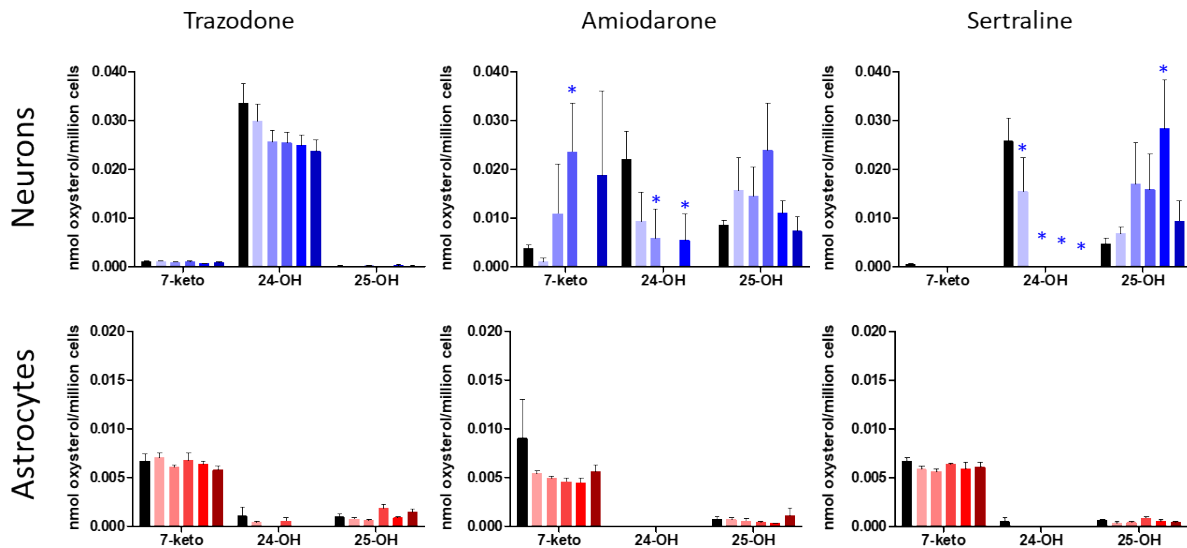 Trazodone
Amiodarone
Sertraline
Neurons
nmol oxysterol/million cells
0.040
0.030
0.020
0.010
0.000
7-keto 24-OH 25-OH
nmol oxysterol/million cells
0.040
0.030
0.020
0.010
0.000
*
*
*
7-keto 24-OH 25-OH
nmol oxysterol/million cells
0.040
0.030
0.020
0.010
0.000
*
*
*
*
*
7-keto 24-OH 25-OH
Astrocytes
nmol oxysterol/million cells
0.020
0.015
0.010
0.005
0.000
7-keto 24-OH 25-OH
nmol oxysterol/million cells
0.020
0.015
0.010
0.005
0.000
7-keto 24-OH 25-OH
nmol oxysterol/million cells
0.020
0.015
0.010
0.005
0.000
7-keto 24-OH 25-OH